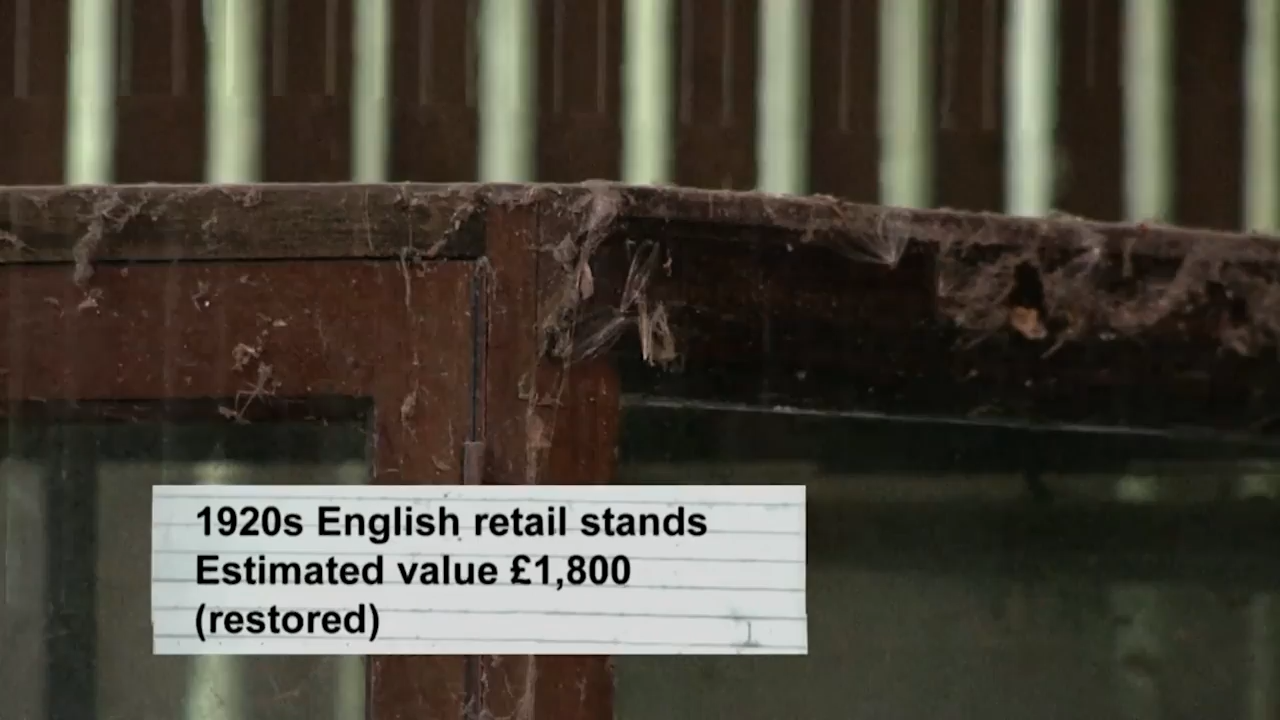 1920s English retail stands
Estimated value £1,800
(restored)